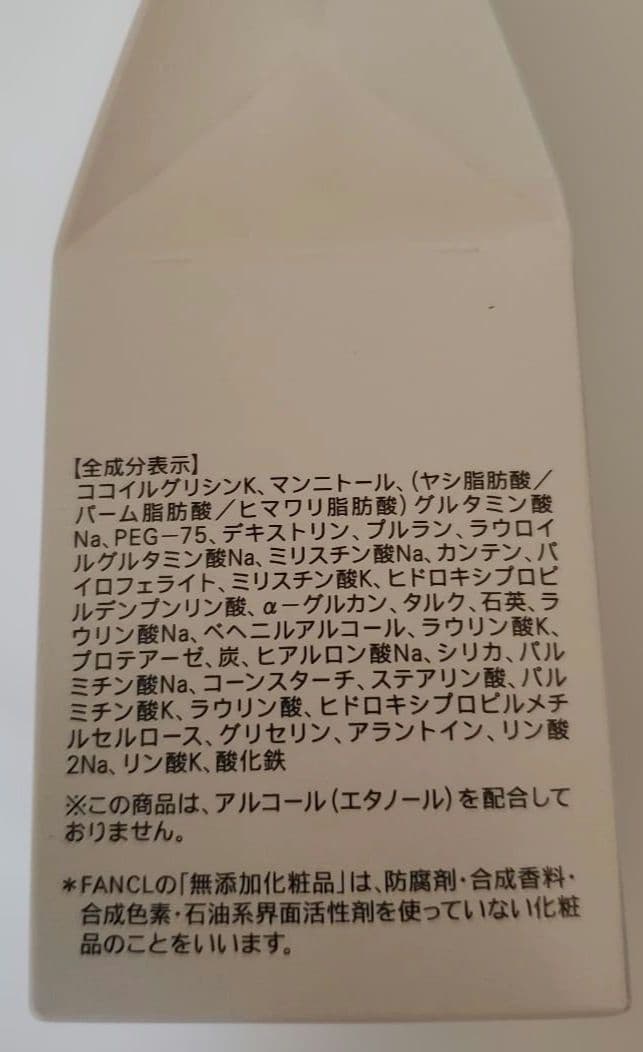 【全成分表示】
ココイルグリシンK、マンニトール、(ヤシ脂肪酸／
パーム脂肪酸／ヒマワリ脂肪酸)グルタミン酸
Na、PEG－75、デキストリン、プルラン、ラウロイ
ルグルタミン酸Na、ミリスチン酸Na、カンテン、パ
イロフェライト、ミリスチン酸K、ヒドロキシプロピ
ルデンプンリン酸、α－グルカン、タルク、石英、ラ
ウリン酸Na、ベヘニルアルコール、ラウリン酸K、
プロテアーゼ、炭、ヒアルロン酸Na、シリカ、パル
ミチン酸Na、コーンスターチ、ステアリン酸、パル
ミチン酸K、ラウリン酸、ヒドロキシプロピルメチ
ルセルロース、グリセリン、アラントイン、リン酸
2Na、リン酸K、酸化鉄
※この商品は、アルコール(エタノール)を配合して
おりません。
＊FANCLの「無添加化粧品」は、防腐剤・合成香料・
合成色素・石油系界面活性剤を使っていない化粧
品のことをいいます。